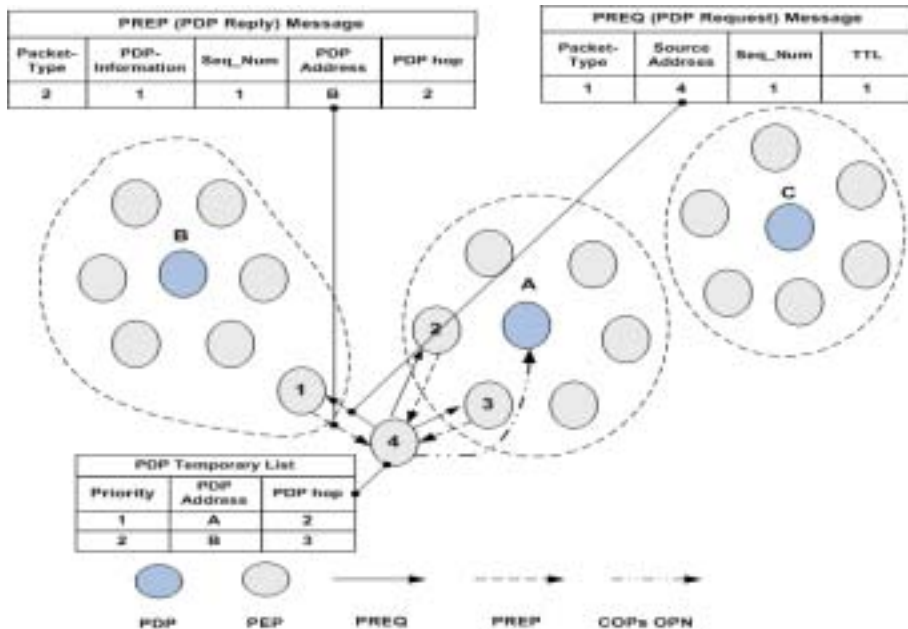 PREP (PDP Reply) Message
Packet-Type PDP-Information Seq_Num PDP Address PDP hop
2 1 1 B 2
PREQ (PDP Request) Message
Packet-Type Source Address Seq_Num TTL
1 4 1 1
B
A
C
1
2
3
4
PDP Temporary List
Priority PDP Address PDP hop
1 A 2
2 B 3
PDP PEP PREQ PREP COPs OPN